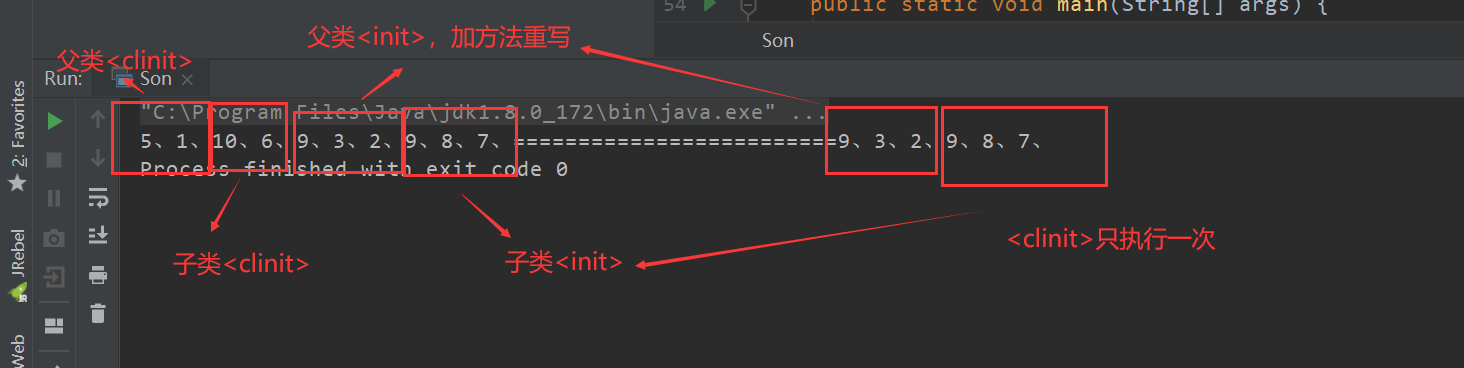 54 public static void main(String[] args) {
Son
父类<init>，加方法重写
父类<clinit>
Run: Son
"C:\Program Files\Java\jdk1.8.0_172\bin\java.exe" ...
5、1、10、6、9、3、2、9、8、7、=========================9、3、2、9、8、7、
Process finished with exit code 0
子类<clinit>
子类<init>
<clinit>只执行一次
2: Favorites
JRebel
JR
Web